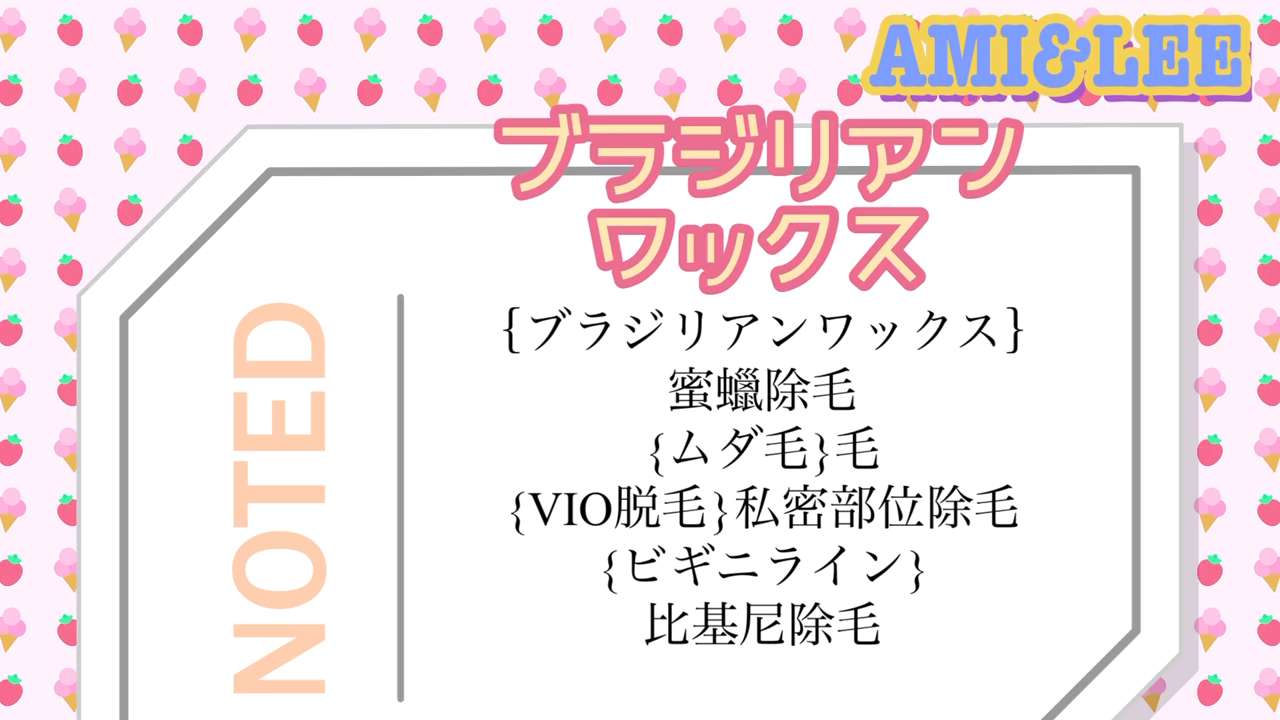 AMI&LEE
ブラジリアン
ワックス
{ブラジリアンワックス}
蜜蠟除毛
{ムダ毛}毛
{VIO脱毛}私密部位除毛
{ビギニライン}
比基尼除毛
NOTED